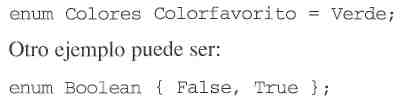 enum Colores Colorfavorito = Verde;
Otro ejemplo puede ser:
enum Boolean { False, True };